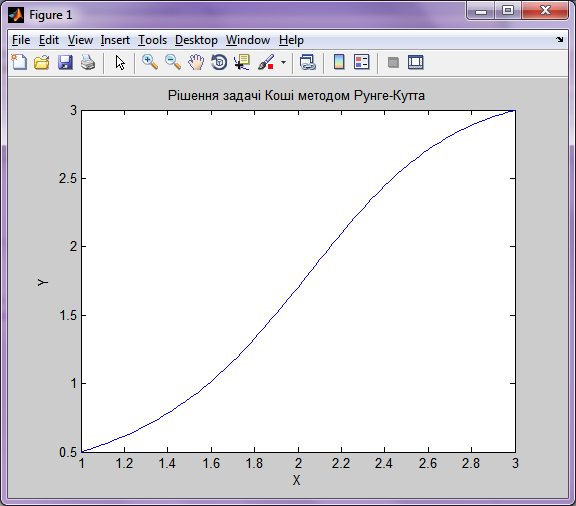 Figure 1
File Edit View Insert Tools Desktop Window Help
Рішення задачі Коші методом Рунге-Кутта
3
2.5
2
1.5
1
0.5
Y
1 1.2 1.4 1.6 1.8 2 2.2 2.4 2.6 2.8 3
X